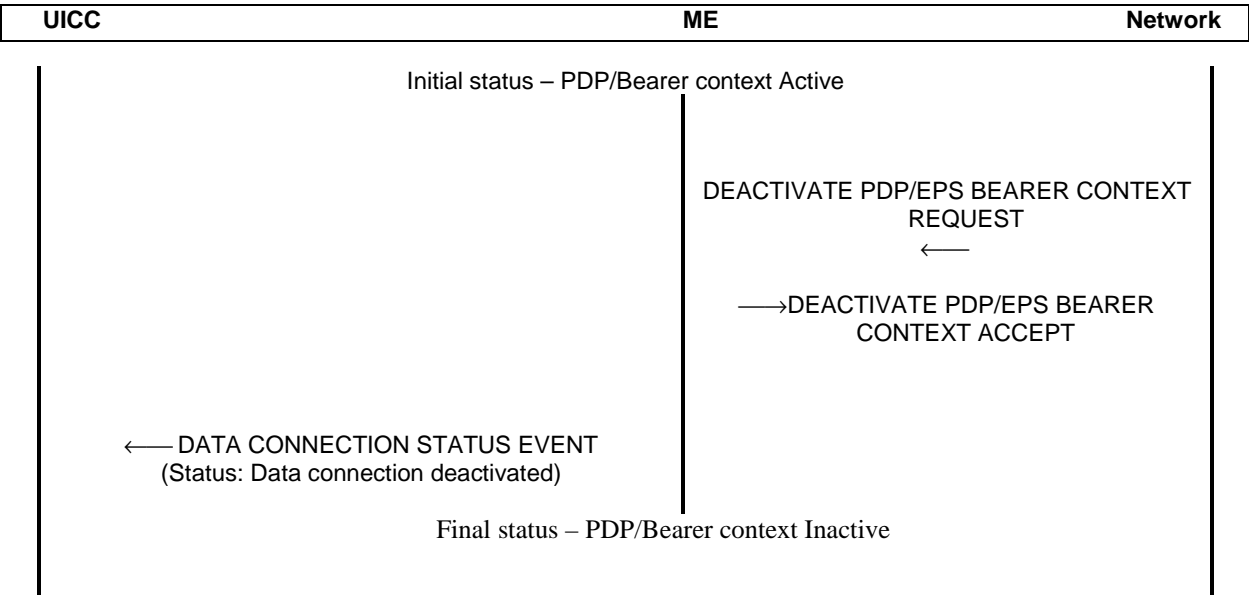 UICC ME Network
Initial status – PDP/Bearer context Active
DEACTIVATE PDP/EPS BEARER CONTEXT
REQUEST
←
→DEACTIVATE PDP/EPS BEARER
CONTEXT ACCEPT
← DATA CONNECTION STATUS EVENT
(Status: Data connection deactivated)
Final status – PDP/Bearer context Inactive